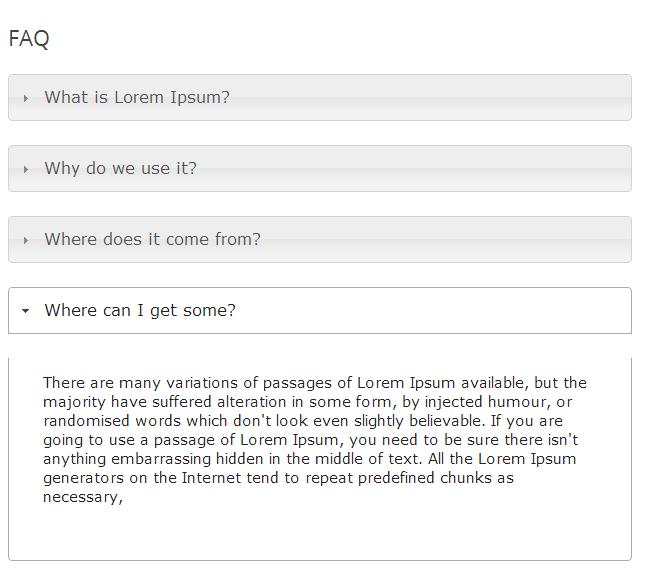 FAQ
What is Lorem Ipsum?
Why do we use it?
Where does it come from?
Where can I get some?
There are many variations of passages of Lorem Ipsum available, but the
majority have suffered alteration in some form, by injected humour, or
randomised words which don't look even slightly believable. If you are
going to use a passage of Lorem Ipsum, you need to be sure there isn't
anything embarrassing hidden in the middle of text. All the Lorem Ipsum
generators on the Internet tend to repeat predefined chunks as
necessary,